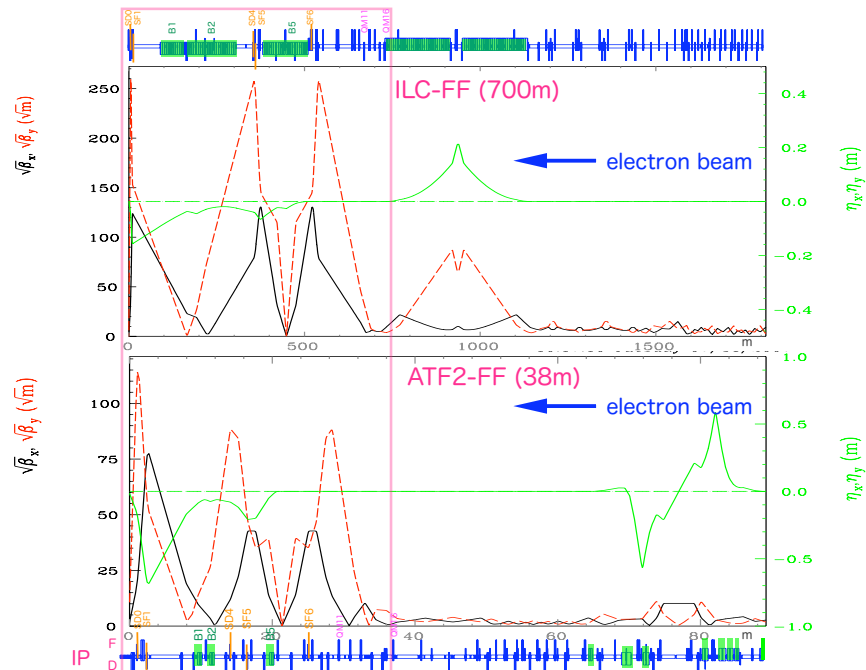 SD0 SF1 B1 B2 SD4 SF5 B5 SF6 QM11 QM16
ILC-FF (700m)
electron beam
√βx, √βy (√m)
250
200
150
100
50
0
ηx,ηy (m)
0.4
0.2
0.0
-0.2
-0.4
0 500 1000 1500 m
ATF2-FF (38m)
electron beam
√βx, √βy (√m)
100
75
50
25
0
ηx,ηy (m)
1.0
0.5
0.0
-0.5
-1.0
0 20 40 60 80 m
SD0 SF1 B1 B2 SD4 SF5 B5 SF6 QM11
IP
F
D